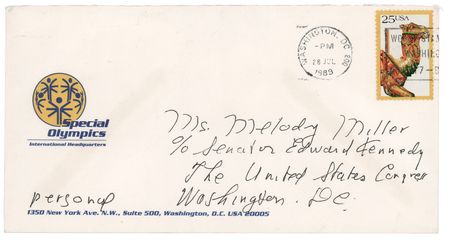 WASHINGTON, DC 200
- PM
28 JUL
1989
25 USA
Special
Olympics
International Headquarters
Ms. Melody Miller
c/o Senator Edward Kennedy
The United States Congress
Washington. DC.
personal
1350 New York Ave. N.W., Suite 500, Washington, D.C. USA 20005